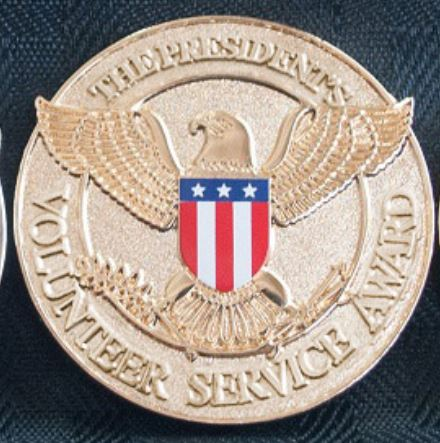 THE PRESIDENT'S
VOLUNTEER SERVICE AWARD